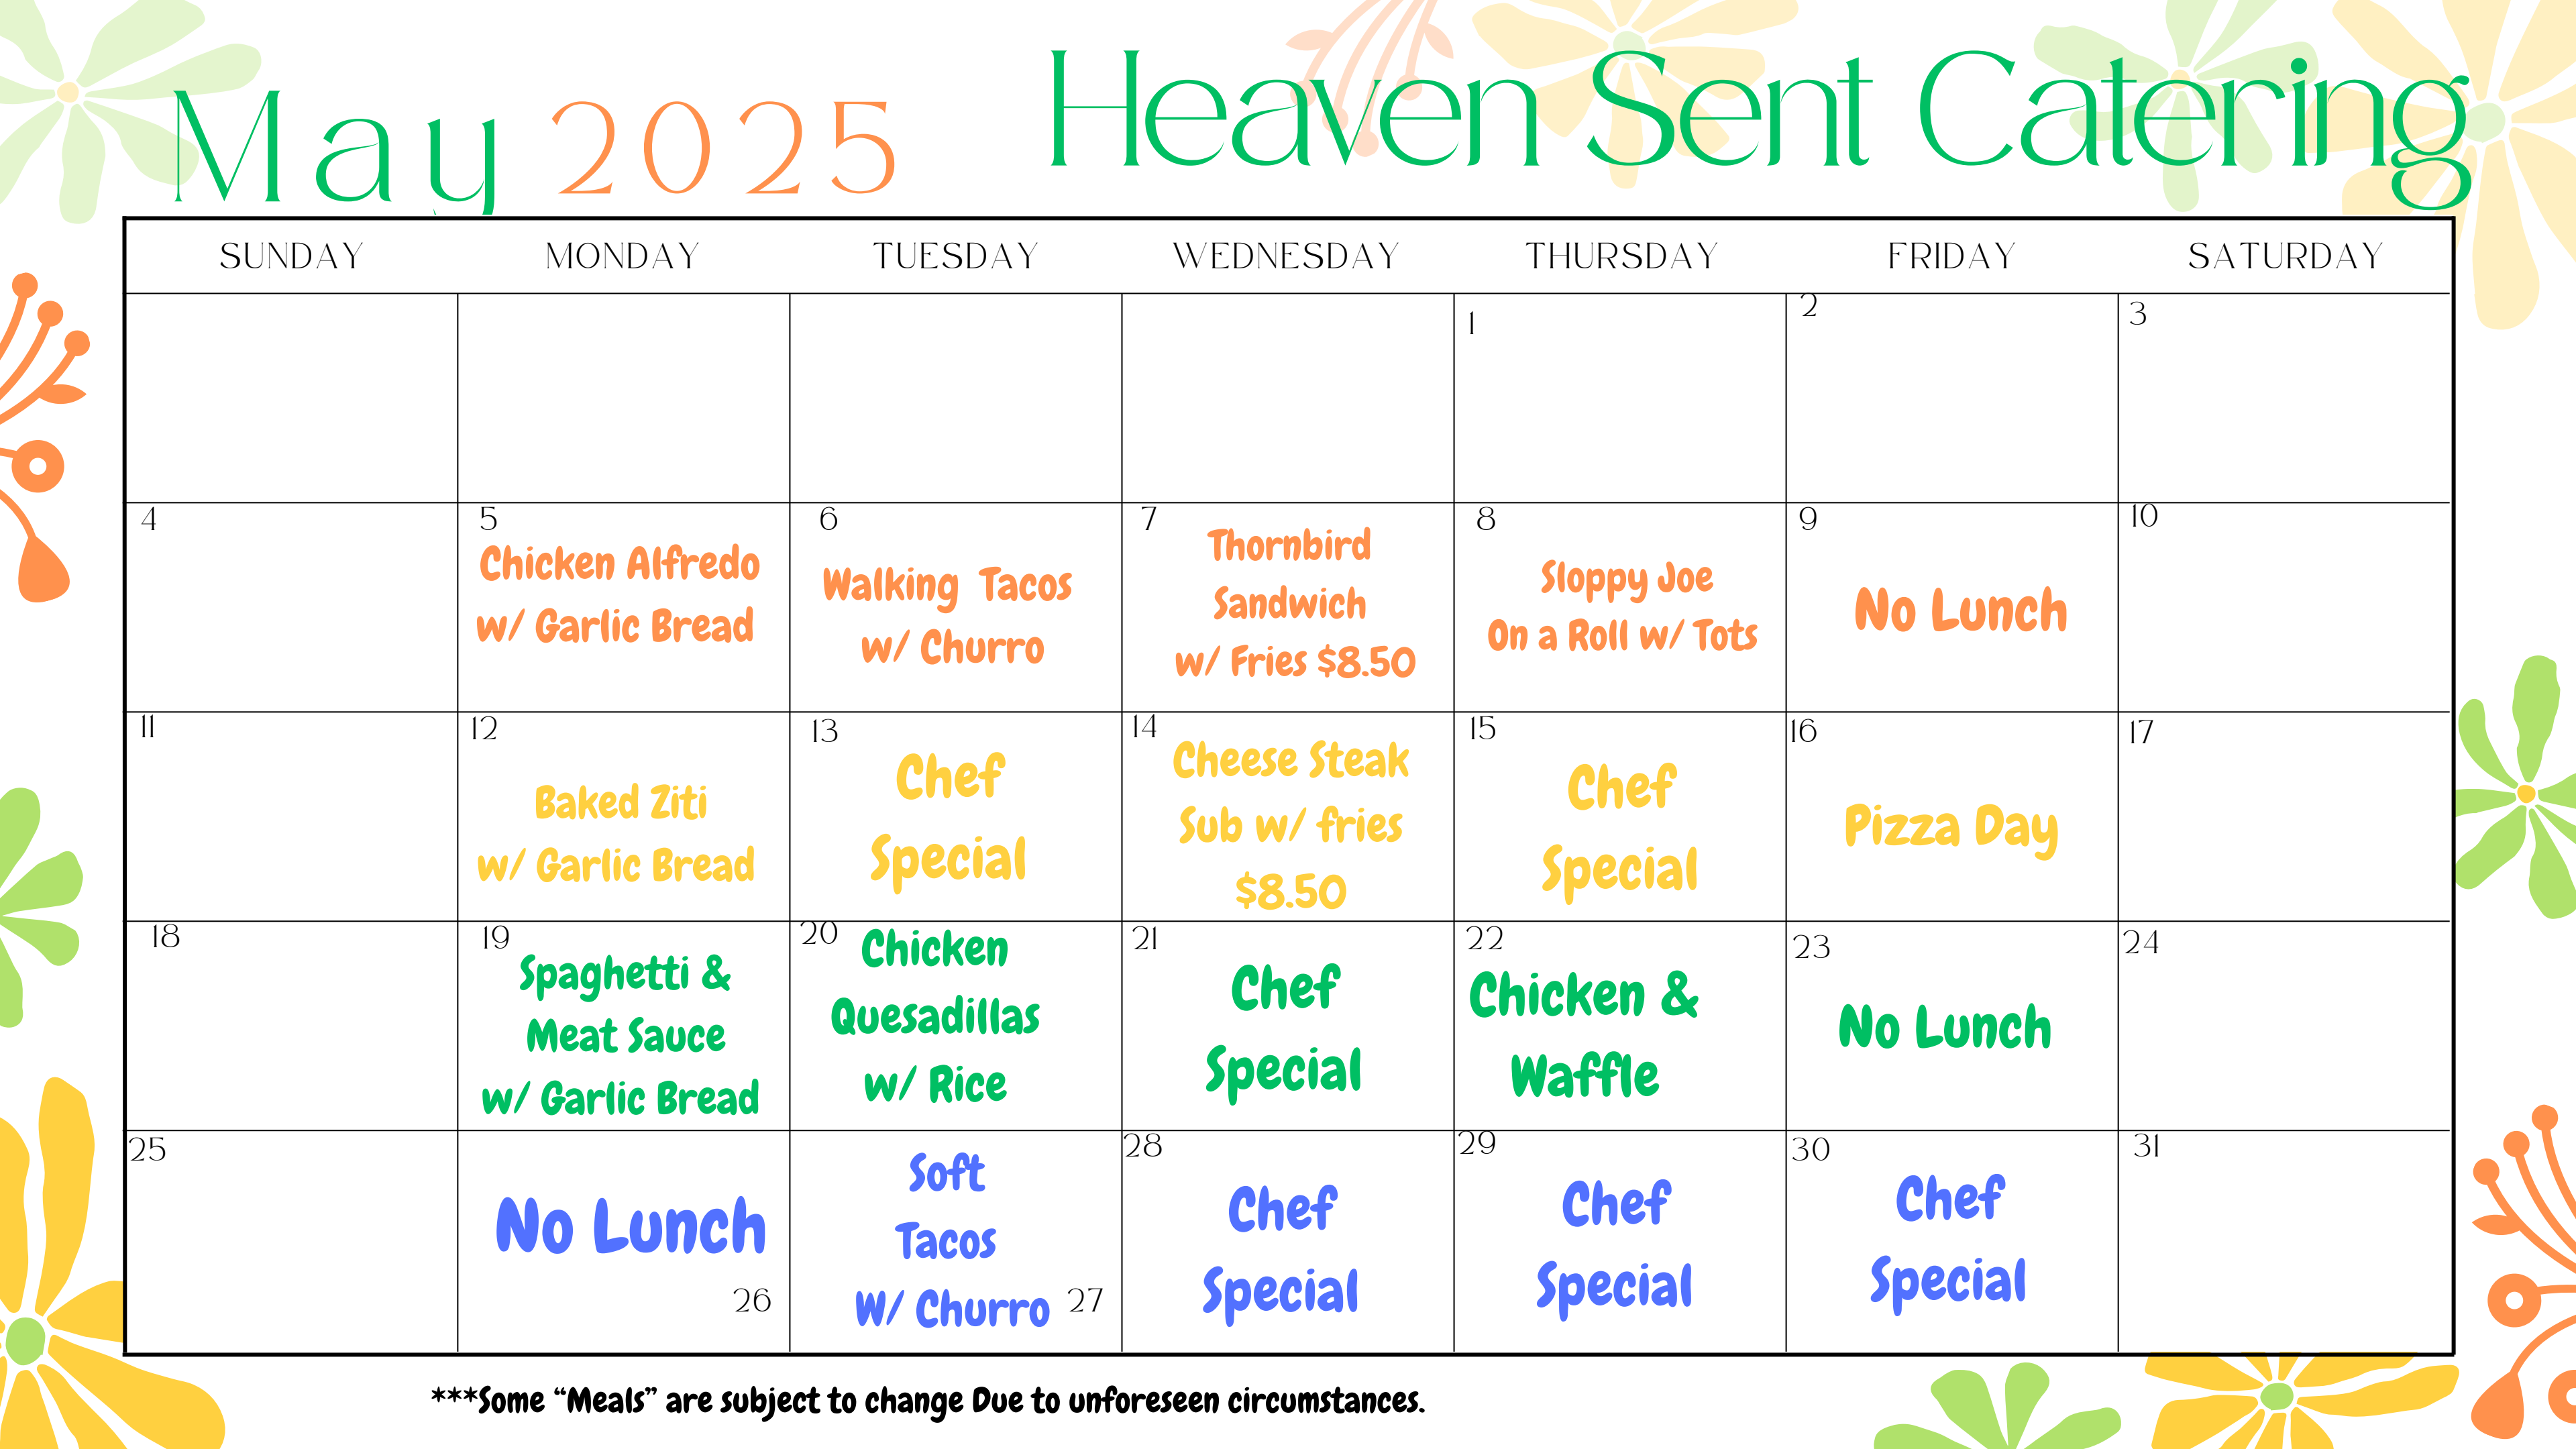 May 2025
Heaven Sent Catering
SUNDAY MONDAY TUESDAY WEDNESDAY THURSDAY FRIDAY SATURDAY
1
2
3
4
5
Chicken Alfredo
w/ Garlic Bread
6
Walking Tacos
w/ Churro
7
Thornbird
Sandwich
w/ Fries $8.50
8
Sloppy Joe
On a Roll w/ Tots
9
No Lunch
10
11
12
Baked Ziti
w/ Garlic Bread
13
Chef
Special
14
Cheese Steak
Sub w/ fries
$8.50
15
Chef
Special
16
Pizza Day
17
18
19
Spaghetti &
Meat Sauce
w/ Garlic Bread
20
Chicken
Quesadillas
w/ Rice
21
Chef
Special
22
Chicken &
Waffle
23
No Lunch
24
25
No Lunch
26
Soft
Tacos
W/ Churro
27
28
Chef
Special
29
Chef
Special
30
Chef
Special
31
***Some “Meals” are subject to change Due to unforeseen circumstances.